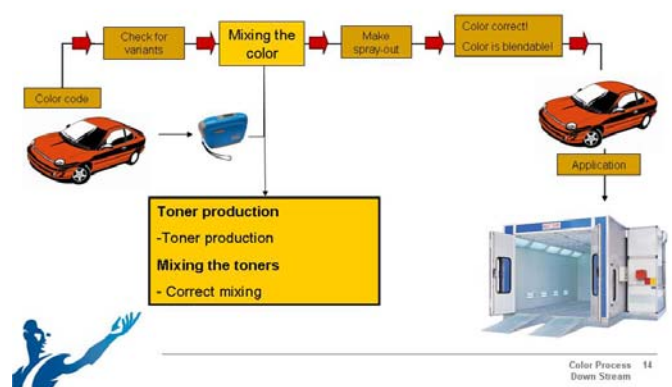 Check for
variants
Mixing the
color
Make
spray-out
Color correct!
Color is blendable!
Color code
Application
Toner production
-Toner production
Mixing the toners
- Correct mixing
Color Process 14
Down Stream